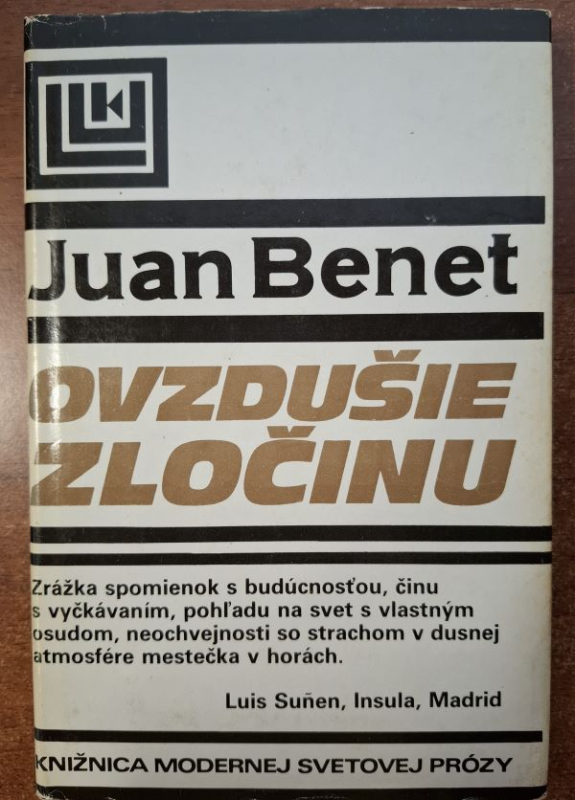 Juan Benet
OVZDUŠIE
ZLOČINU
Zrážka spomienok s budúcnosťou, činu
s vyčkávaním, pohľadu na svet s vlastným
osudom, neochvejnosti so strachom v dusnej
atmosfére mestečka v horách.
Luis Suñen, Insula, Madrid
KNIŽNICA MODERNEJ SVETOVEJ PRÓZY